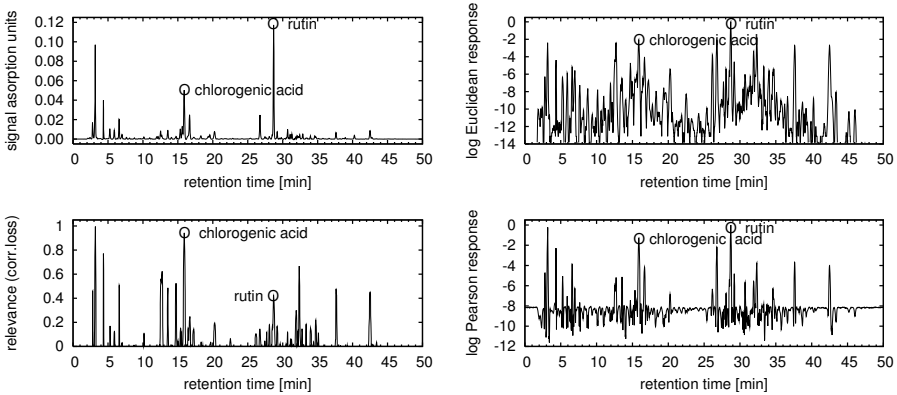 signal asorption units
0.12
0.10
0.08
0.06
0.04
0.02
0.00
rutin
chlorogenic acid
0 5 10 15 20 25 30 35 40 45 50
retention time [min]
log Euclidean response
0
-2
-4
-6
-8
-10
-12
-14
rutin
chlorogenic acid
0 5 10 15 20 25 30 35 40 45 50
retention time [min]
relevance (corr.loss)
1
0.8
0.6
0.4
0.2
0
chlorogenic acid
rutin
0 5 10 15 20 25 30 35 40 45 50
retention time [min]
log Pearson response
0
-2
-4
-6
-8
-10
-12
rutin
chlorogenic acid
0 5 10 15 20 25 30 35 40 45 50
retention time [min]